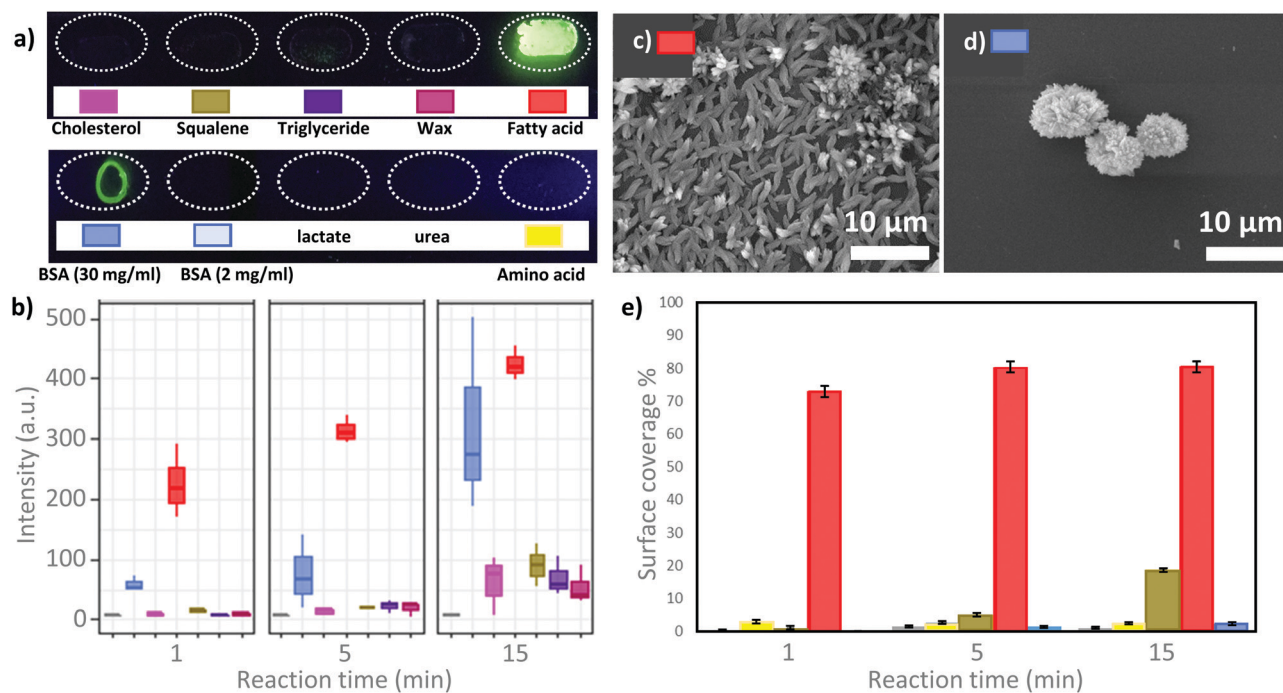 a)
Cholesterol Squalene Triglyceride Wax Fatty acid
lactate urea
BSA (30 mg/ml) BSA (2 mg/ml) Amino acid
c)
10 µm
d)
10 µm
b)
500
400
300
200
100
0
Intensity (a.u.)
1 5 15
Reaction time (min)
e)
100
90
80
70
60
50
40
30
20
10
0
Surface coverage %
1 5 15
Reaction time (min)